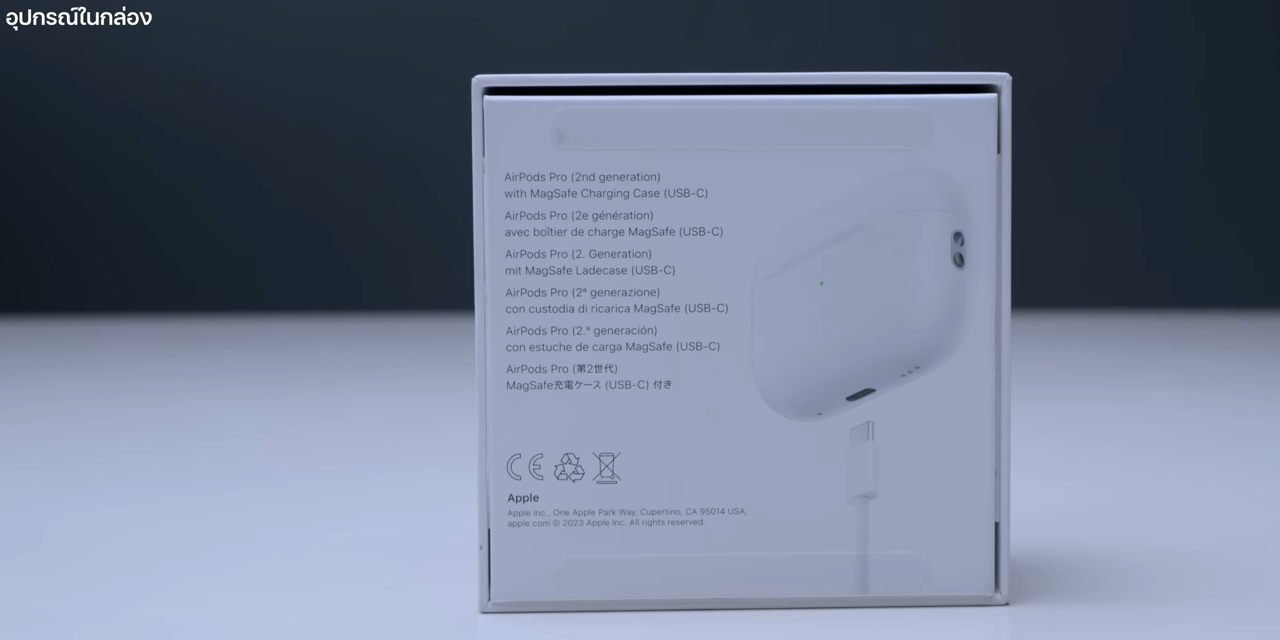 อุปกรณ์ในกล่อง
AirPods Pro (2nd generation)
with MagSafe Charging Case (USB-C)
AirPods Pro (2e génération)
avec boîtier de charge MagSafe (USB-C)
AirPods Pro (2. Generation)
mit MagSafe Ladecase (USB-C)
AirPods Pro (2ª generazione)
con custodia di ricarica MagSafe (USB-C)
AirPods Pro (2.ª generación)
con estuche de carga MagSafe (USB-C)
AirPods Pro (第2世代)
MagSafe充電ケース (USB-C) 付き
CE
Apple
Apple Inc., One Apple Park Way, Cupertino, CA 95014 USA,
apple.com © 2023 Apple Inc. All rights reserved.